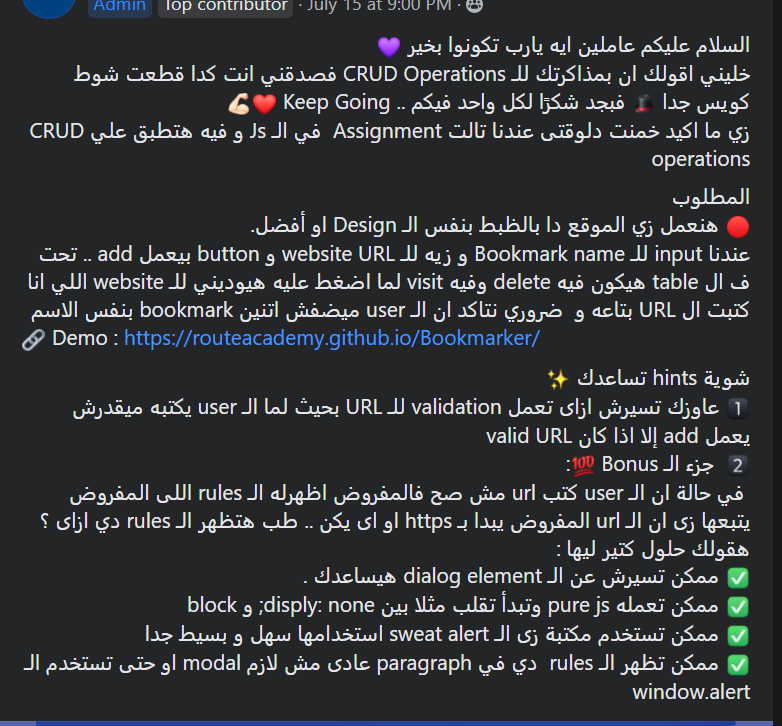 Admin Top contributor · July 15 at 9:00 PM ·
السلام عليكم عاملين ايه يارب تكونوا بخير 💜
خليني اقولك ان بمذاكرتك للـ CRUD Operations فصدقني انت كدا قطعت شوط
كويس جدا 🎩 فبجد شكرًا لكل واحد فيكم .. Keep Going ❤️💪🏻
زي ما اكيد خمنت دلوقتى عندنا تالت Assignment في الـ Js و فيه هتطبق علي CRUD
operations
المطلوب
🔴 هنعمل زي الموقع دا بالظبط بنفس الـ Design او أفضل.
عندنا input للـ Bookmark name و زيه للـ website URL و button بيعمل add .. تحت
ف ال table هيكون فيه delete وفيه visit لما اضغط عليه هيوديني للـ website اللي انا
كتبت ال URL بتاعه و ضروري نتاكد ان الـ user ميضفش اتنين bookmark بنفس الاسم
🔗 Demo : https://routeacademy.github.io/Bookmarker/
شوية hints تساعدك ✨
1️⃣ عاوزك تسيرش ازاى تعمل validation للـ URL بحيث لما الـ user يكتبه ميقدرش
يعمل add إلا اذا كان valid URL
2️⃣ جزء الـ Bonus 💯:
في حالة ان الـ user كتب url مش صح فالمفروض اظهرله الـ rules اللى المفروض
يتبعها زى ان الـ url المفروض يبدا بـ https او اى يكن .. طب هتظهر الـ rules دي ازاى ؟
هقولك حلول كتير ليها :
✅ ممكن تسيرش عن الـ dialog element هيساعدك .
✅ ممكن تعمله pure js وتبدأ تقلب مثلا بين disply: none; و block
✅ ممكن تستخدم مكتبة زى الـ sweat alert استخدامها سهل و بسيط جدا
✅ ممكن تظهر الـ rules دي في paragraph عادى مش لازم modal او حتى تستخدم الـ
window.alert